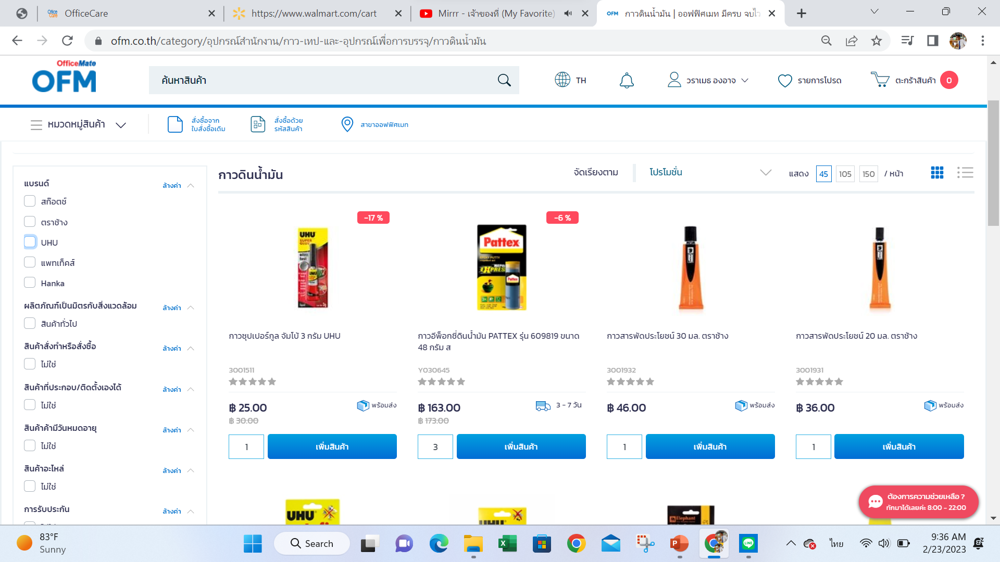 OfficeCare
https://www.walmart.com/cart
Mirrr - เจ้าของที่ (My Favorite)
OFM กาวดินน้ำมัน | ออฟฟิศเมท มีครบ จบไว
ofm.co.th/category/อุปกรณ์สำนักงาน/กาว-เทป-และ-อุปกรณ์เพื่อการบรรจุ/กาวดินน้ำมัน
OfficeMate
OFM
ค้นหาสินค้า
TH
วราเมธ องอาจ
รายการโปรด
ตะกร้าสินค้า 0
หมวดหมู่สินค้า
สั่งซื้อจาก
ใบสั่งซื้อเดิม
สั่งซื้อด้วย
รหัสสินค้า
สาขาออฟฟิศเมท
แบรนด์ ล้างค่า
สก๊อตช์
ตราช้าง
UHU
แพทเท็คส์
Hanka
ผลิตภัณฑ์เป็นมิตรกับสิ่งแวดล้อม ล้างค่า
สินค้าทั่วไป
สินค้าสั่งทำหรือสั่งซื้อ ล้างค่า
ไม่ใช่
สินค้าที่ประกอบ/ติดตั้งเองได้ ล้างค่า
ไม่ใช่
สินค้าค้ามีวันหมดอายุ ล้างค่า
ไม่ใช่
สินค้าอะไหล่ ล้างค่า
ไม่ใช่
การรับประกัน ล้างค่า
กาวดินน้ำมัน
จัดเรียงตาม โปรโมชั่น
แสดง 45 105 150 / หน้า
-17 %
UHU
SUPER
GLUE
กาวซุปเปอร์กูล จัมโบ้ 3 กรัม UHU
3001511
฿ 25.00 พร้อมส่ง
฿ 30.00
1 เพิ่มสินค้า
-6 %
Pattex
EPOXY PUTTY
REPAIR
EXPRESS
Pattex
กาวอีพ็อกซี่ดินน้ำมัน PATTEX รุ่น 609819 ขนาด
48 กรัม ส
Y030645
฿ 163.00 3 - 7 วัน
฿ 173.00
3 เพิ่มสินค้า
กาวสารพัดประโยชน์ 30 มล. ตราช้าง
3001932
฿ 46.00 พร้อมส่ง
1 เพิ่มสินค้า
กาวสารพัดประโยชน์ 20 มล. ตราช้าง
3001931
฿ 36.00 พร้อมส่ง
1 เพิ่มสินค้า
UHU
UHU
Elephant
ต้องการความช่วยเหลือ ?
ทักมาได้เลยค่ะ 8:00 - 22:00
83°F
Sunny
Search
ไทย
9:36 AM
2/23/2023